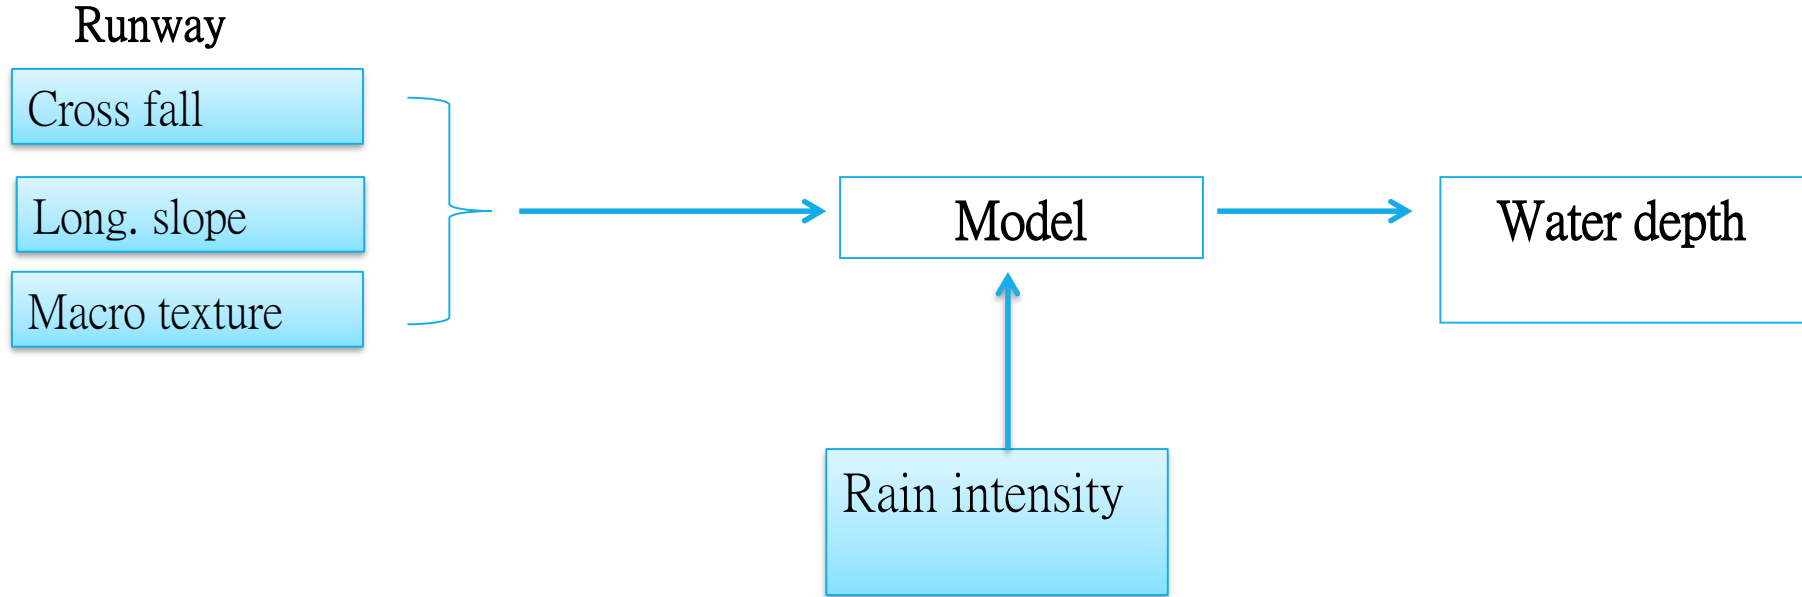 Runway
Cross fall
Long. slope
Macro texture
Model
Water depth
Rain intensity